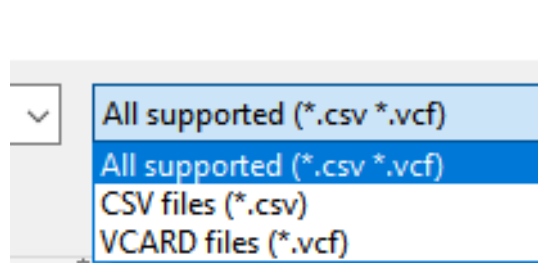 All supported (*.csv *.vcf)
All supported (*.csv *.vcf)
CSV files (*.csv)
VCARD files (*.vcf)